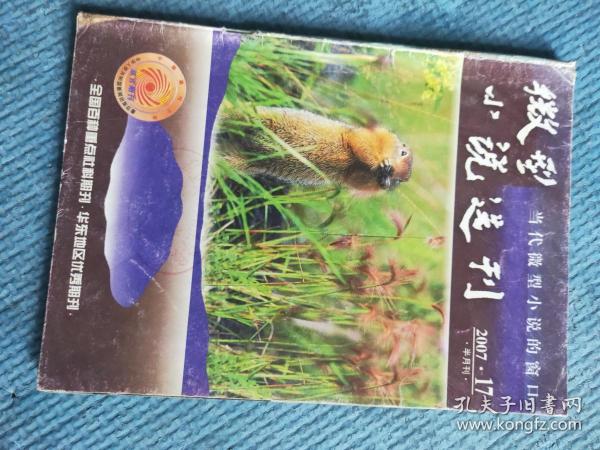 微型
小说选刊
当代微型小说的窗口
2007·17
·半月刊·
·全国百种重点社科期刊·华东地区优秀期刊·
孔夫子旧书网
www.kongfz.com